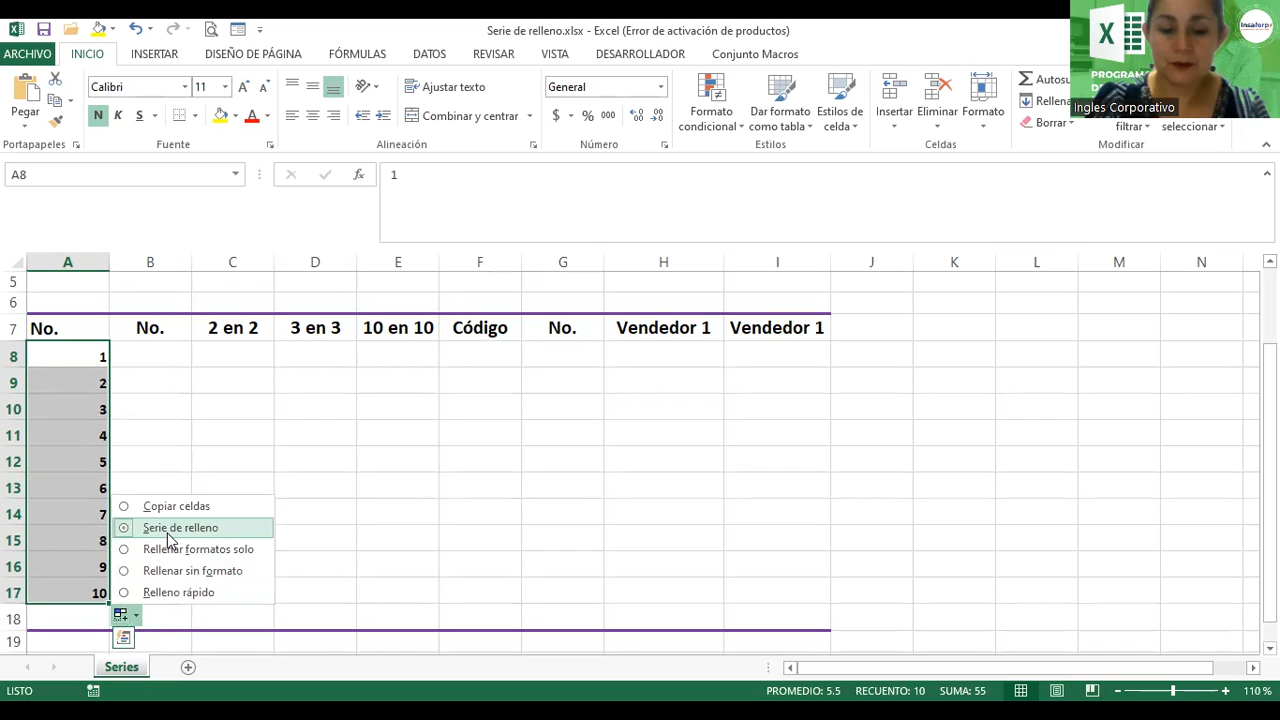 Serie de relleno.xlsx - Excel (Error de activación de productos)
Insaforp
PROGRAMA
Ingles Corporativo
ARCHIVO INICIO INSERTAR DISEÑO DE PÁGINA FÓRMULAS DATOS REVISAR VISTA DESARROLLADOR Conjunto Macros
Pegar
Portapapeles
Calibri 11
N K S
Fuente
Ajustar texto
Combinar y centrar
Alineación
General
$ % 000
Número
Formato condicional
Dar formato como tabla
Estilos de celda
Estilos
Insertar Eliminar Formato
Celdas
Rellena
Borrar
filtrar seleccionar
Modificar
A8 fx 1
A B C D E F G H I J K L M N
5
6
7 No. No. 2 en 2 3 en 3 10 en 10 Código No. Vendedor 1 Vendedor 1
8 1
9 2
10 3
11 4
12 5
13 6
14 7
15 8
16 9
17 10
18
19
Copiar celdas
Serie de relleno
Rellenar formatos solo
Rellenar sin formato
Relleno rápido
Series
LISTO PROMEDIO: 5.5 RECUENTO: 10 SUMA: 55 110 %